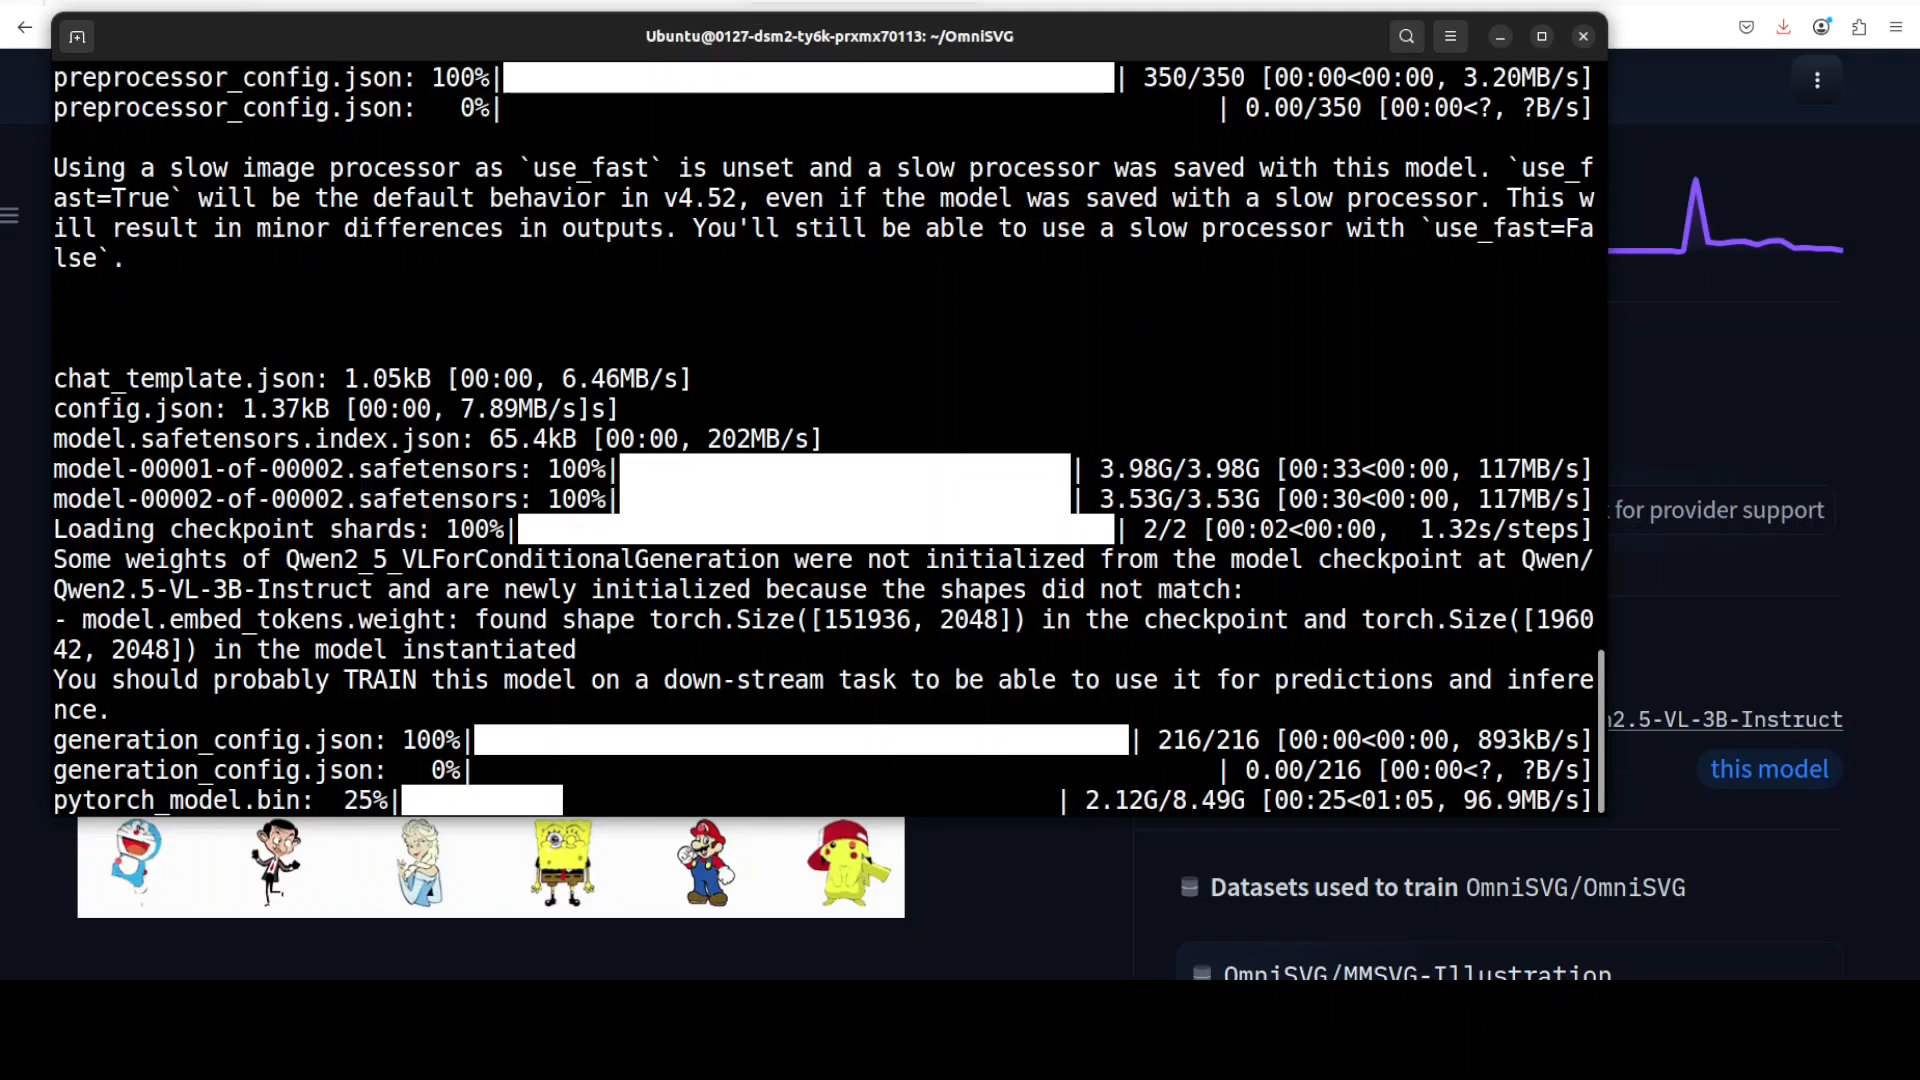 Ubuntu@0127-dsm2-ty6k-prxmx70113: ~/OmniSVG
preprocessor_config.json: 100%| | 350/350 [00:00<00:00, 3.20MB/s]
preprocessor_config.json:   0%| | 0.00/350 [00:00<?, ?B/s]
Using a slow image processor as `use_fast` is unset and a slow processor was saved with this model. `use_f
ast=True` will be the default behavior in v4.52, even if the model was saved with a slow processor. This w
ill result in minor differences in outputs. You'll still be able to use a slow processor with `use_fast=Fa
lse`.
chat_template.json: 1.05kB [00:00, 6.46MB/s]
config.json: 1.37kB [00:00, 7.89MB/s]s]
model.safetensors.index.json: 65.4kB [00:00, 202MB/s]
model-00001-of-00002.safetensors: 100%| | 3.98G/3.98G [00:33<00:00, 117MB/s]
model-00002-of-00002.safetensors: 100%| | 3.53G/3.53G [00:30<00:00, 117MB/s]
for provider support
Loading checkpoint shards: 100%| | 2/2 [00:02<00:00,  1.32s/steps]
Some weights of Qwen2_5_VLForConditionalGeneration were not initialized from the model checkpoint at Qwen/
Qwen2.5-VL-3B-Instruct and are newly initialized because the shapes did not match:
- model.embed_tokens.weight: found shape torch.Size([151936, 2048]) in the checkpoint and torch.Size([1960
42, 2048]) in the model instantiated
You should probably TRAIN this model on a down-stream task to be able to use it for predictions and infere
nce.
2.5-VL-3B-Instruct
generation_config.json: 100%| | 216/216 [00:00<00:00, 893kB/s]
generation_config.json:   0%| | 0.00/216 [00:00<?, ?B/s]
this model
pytorch_model.bin:  25%| | 2.12G/8.49G [00:25<01:05, 96.9MB/s]
Datasets used to train OmniSVG/OmniSVG
OmniSVG/MMSVG-Illustration